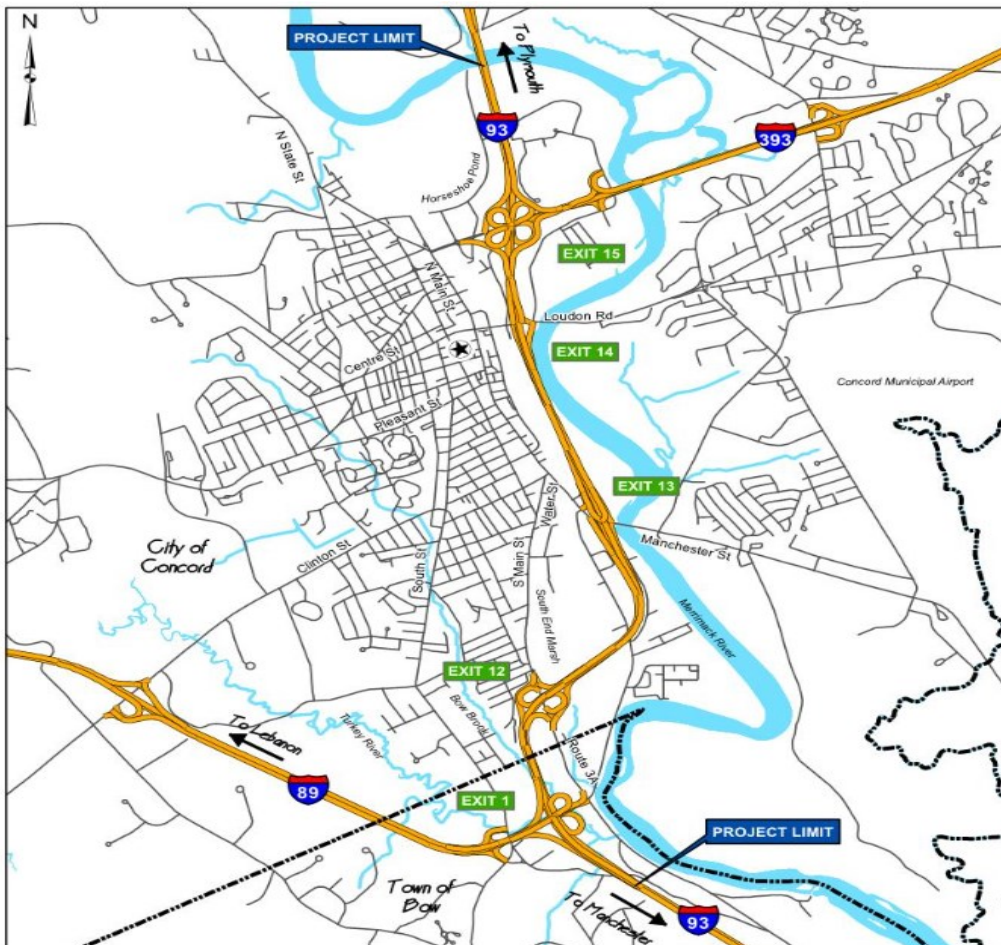 N
PROJECT LIMIT
To Plymouth
93
393
N State St
Horseshoe Pond
EXIT 15
N Main St
Loudon Rd
EXIT 14
Centre St
Concord Municipal Airport
Pleasant St
EXIT 13
Water St
Manchester St
City of
Concord
Clinton St
South St
S Main St
South End Marsh
Merrimack River
EXIT 12
Bow Brook
To Lebanon
Turkey River
Route 3A
89
EXIT 1
PROJECT LIMIT
Town of
Bow
To Manchester
93